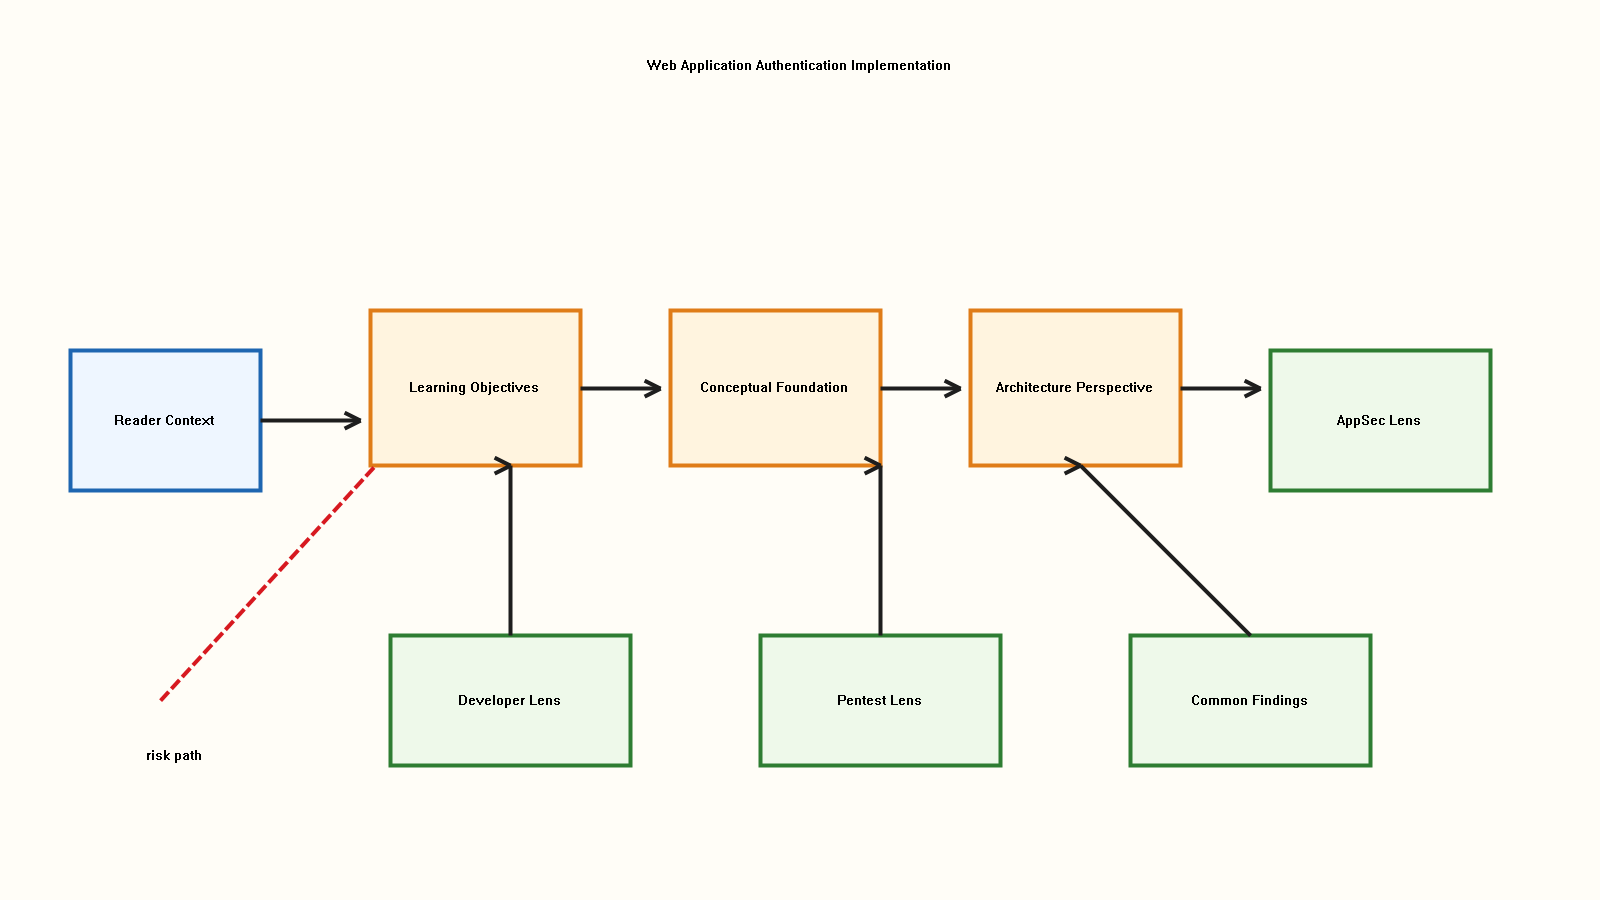 Web Application Authentication Implementation
Reader Context
Learning Objectives
Conceptual Foundation
Architecture Perspective
AppSec Lens
Developer Lens
Pentest Lens
Common Findings
risk path